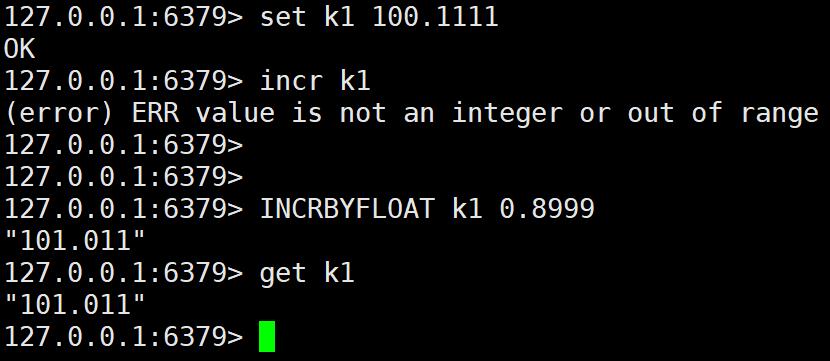 127.0.0.1:6379> set k1 100.1111
OK
127.0.0.1:6379> incr k1
(error) ERR value is not an integer or out of range
127.0.0.1:6379>
127.0.0.1:6379>
127.0.0.1:6379> INCRBYFLOAT k1 0.8999
"101.011"
127.0.0.1:6379> get k1
"101.011"
127.0.0.1:6379>